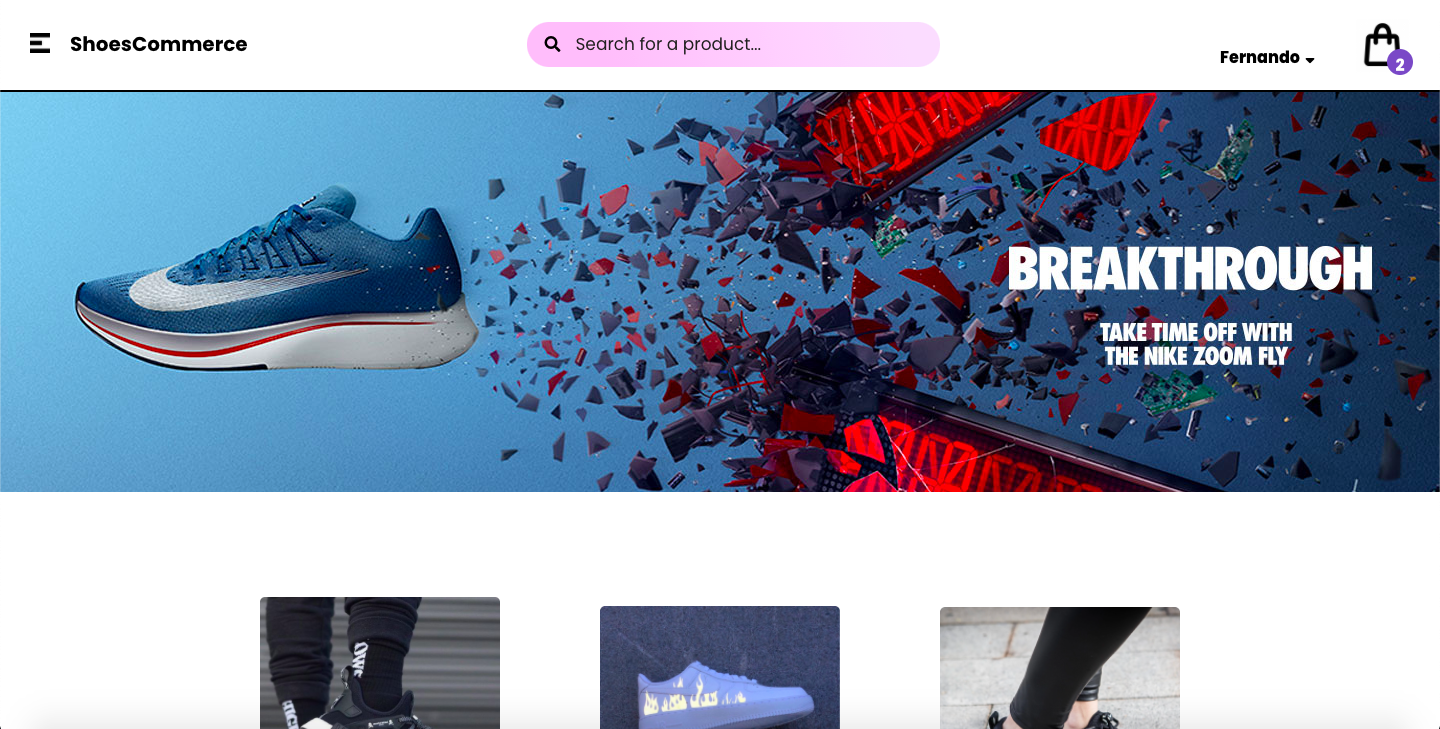 ShoesCommerce
Search for a product...
Fernando
2
BREAKTHROUGH
TAKE TIME OFF WITH
THE NIKE ZOOM FLY